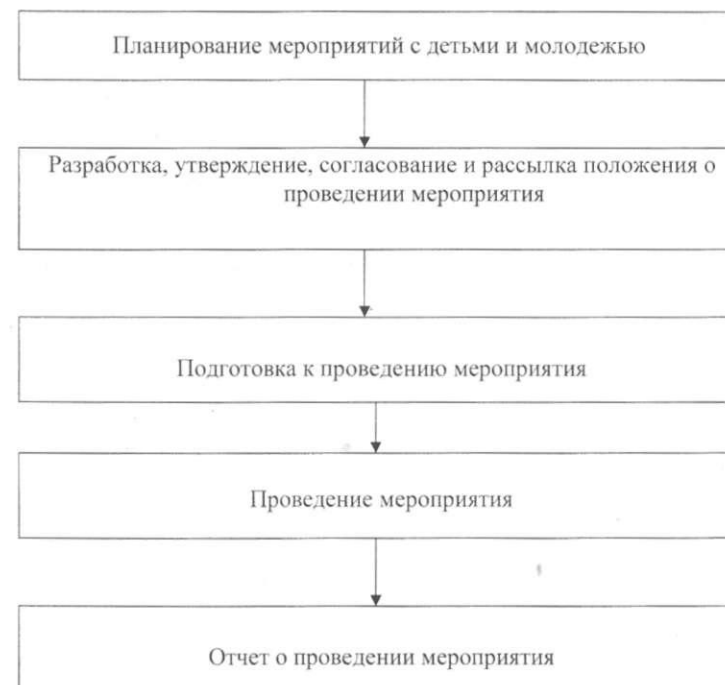 Планирование мероприятий с детьми и молодежью
Разработка, утверждение, согласование и рассылка положения о
проведении мероприятия
Подготовка к проведению мероприятия
Проведение мероприятия
Отчет о проведении мероприятия